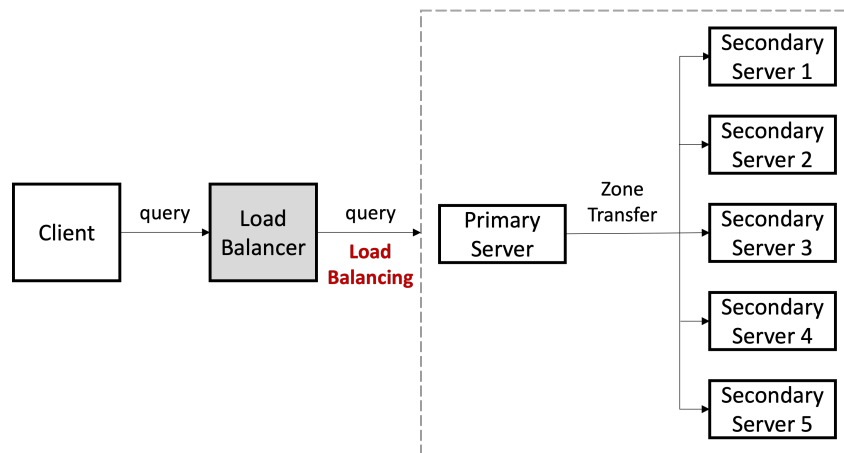 Client
query
Load
Balancer
query
Load
Balancing
Primary
Server
Zone
Transfer
Secondary
Server 1
Secondary
Server 2
Secondary
Server 3
Secondary
Server 4
Secondary
Server 5